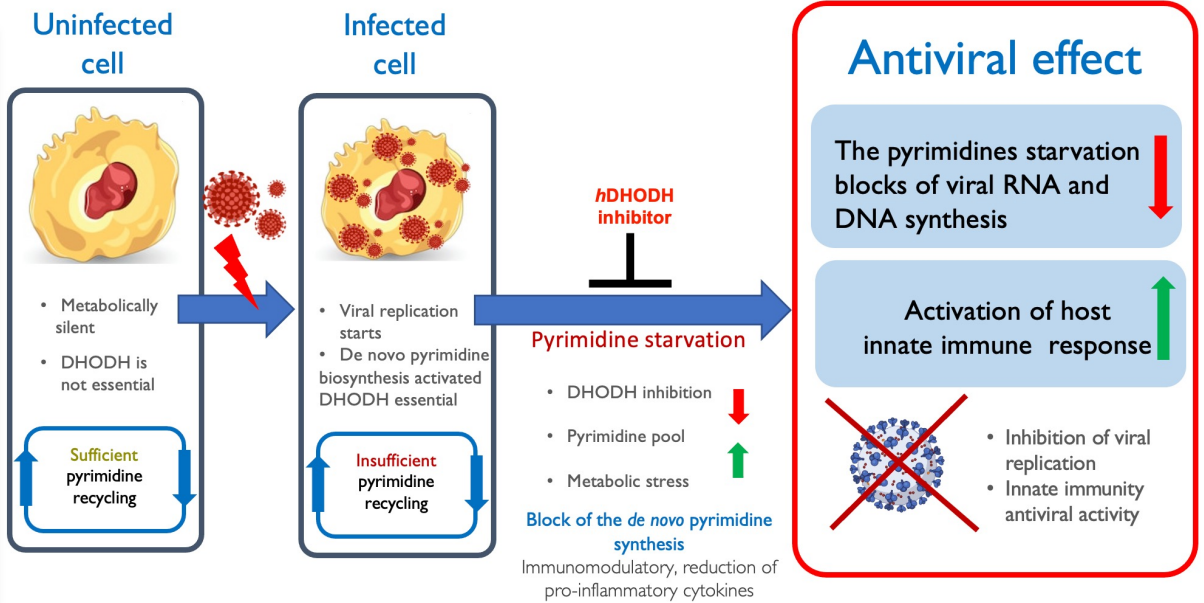 Uninfected
cell
• Metabolically
silent
• DHODH is
not essential
Sufficient
pyrimidine
recycling
Infected
cell
• Viral replication
starts
• De novo pyrimidine
biosynthesis activated
DHODH essential
Insufficient
pyrimidine
recycling
hDHODH
inhibitor
Pyrimidine starvation
• DHODH inhibition
• Pyrimidine pool
• Metabolic stress
Block of the de novo pyrimidine
synthesis
Immunomodulatory, reduction of
pro-inflammatory cytokines
Antiviral effect
The pyrimidines starvation
blocks of viral RNA and
DNA synthesis
Activation of host
innate immune response
• Inhibition of viral
replication
• Innate immunity
antiviral activity